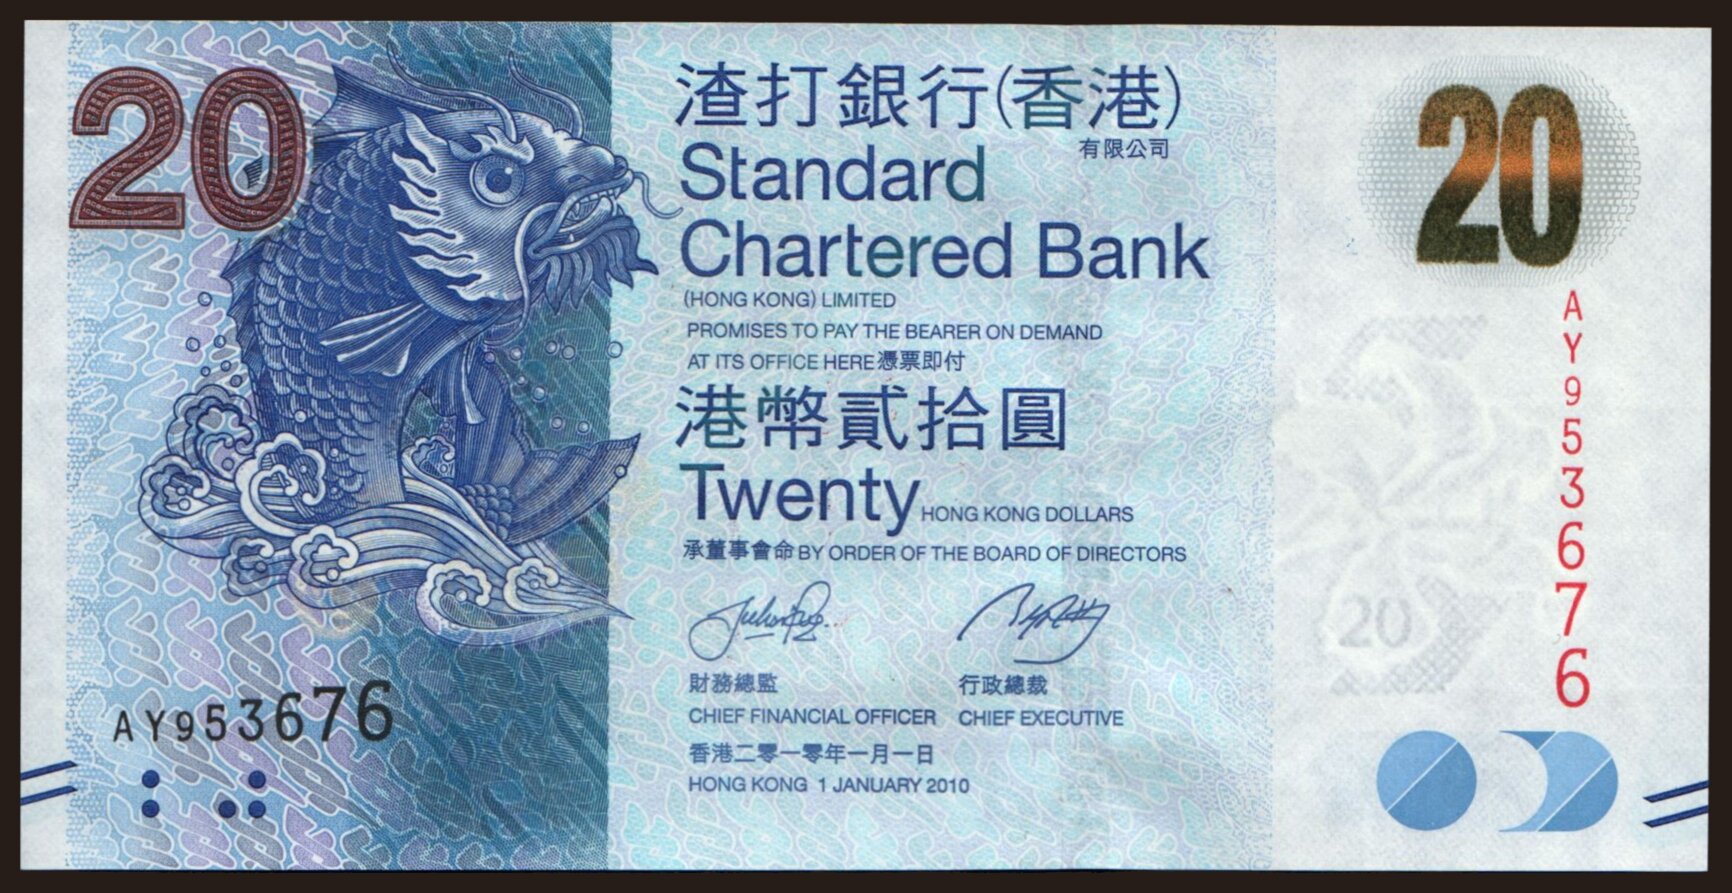 20
渣打銀行(香港)
有限公司
Standard
Chartered Bank
(HONG KONG) LIMITED
PROMISES TO PAY THE BEARER ON DEMAND
AT ITS OFFICE HERE 憑票即付
港幣貳拾圓
Twenty HONG KONG DOLLARS
承董事會命 BY ORDER OF THE BOARD OF DIRECTORS
財務總監 行政總裁
CHIEF FINANCIAL OFFICER CHIEF EXECUTIVE
香港二零一零年一月一日
HONG KONG 1 JANUARY 2010
AY953676
20
AY953676
20